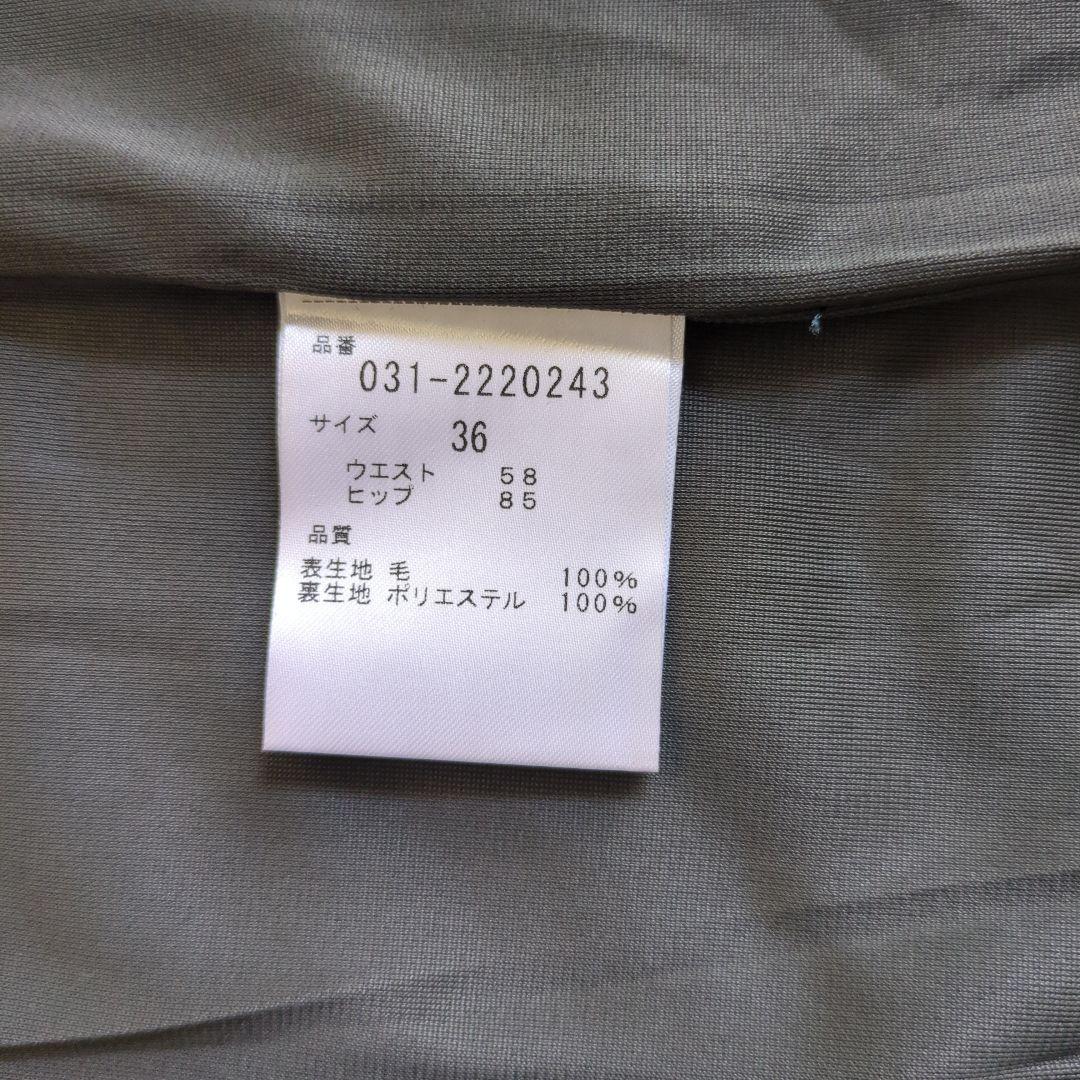 品番
031-2220243
サイズ 36
ウエスト 58
ヒップ 85
品質
表生地 毛 100%
裏生地 ポリエステル 100%